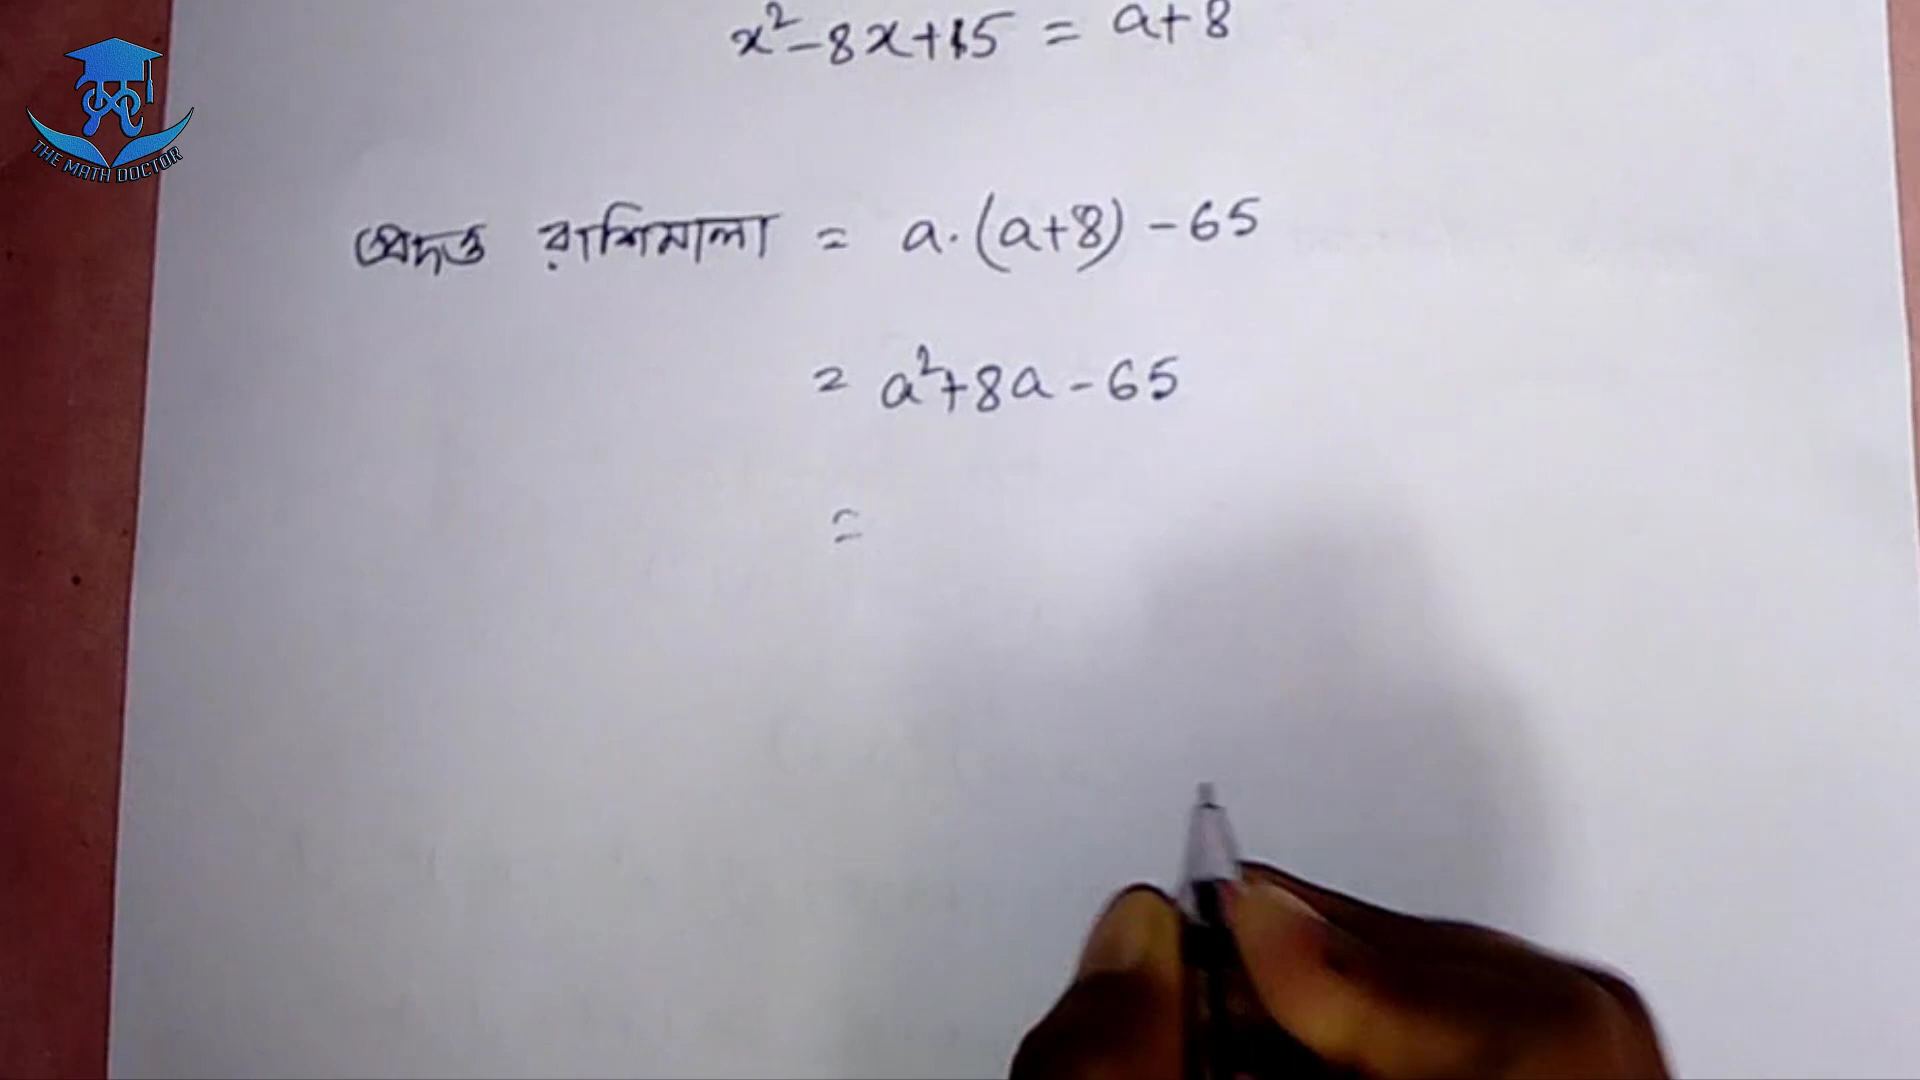 THE MATH DOCTOR
x²-8x+15 = a+8
প্রদত্ত রাশিমালা = a.(a+8) -65
= a²+8a-65
=